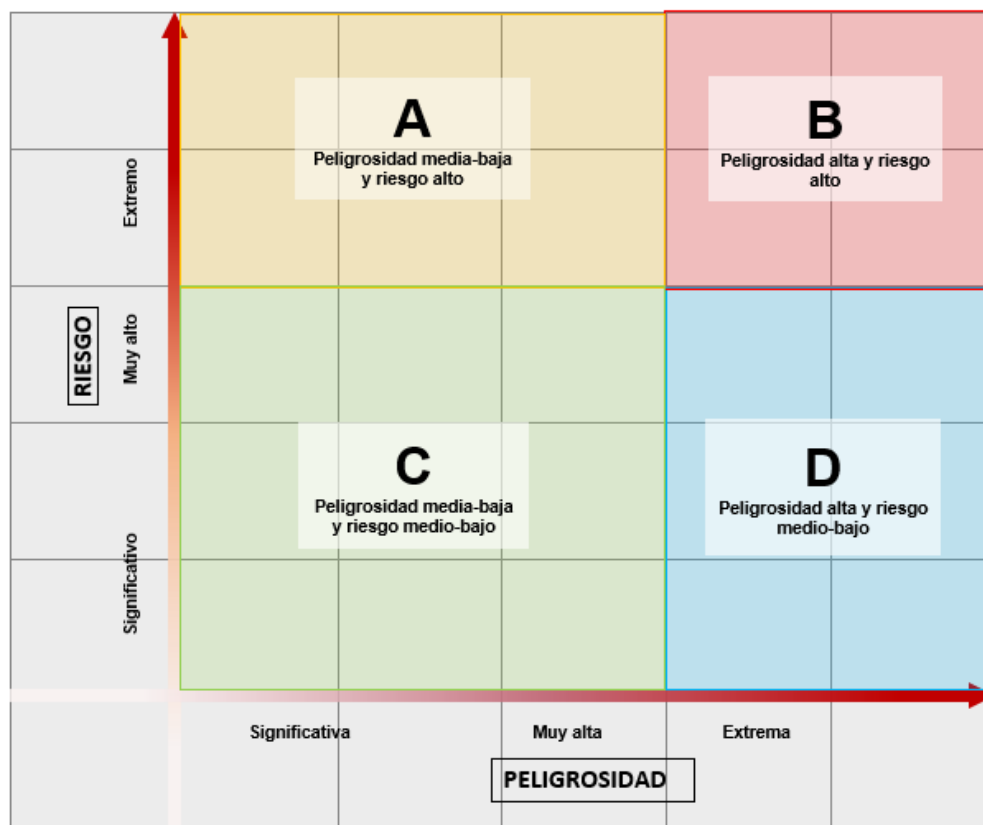 A
Peligrosidad media-baja
y riesgo alto
B
Peligrosidad alta y riesgo
alto
Extremo
Muy alto
RIESGO
C
Peligrosidad media-baja
y riesgo medio-bajo
D
Peligrosidad alta y riesgo
medio-bajo
Significativo
Significativa
Muy alta
Extrema
PELIGROSIDAD